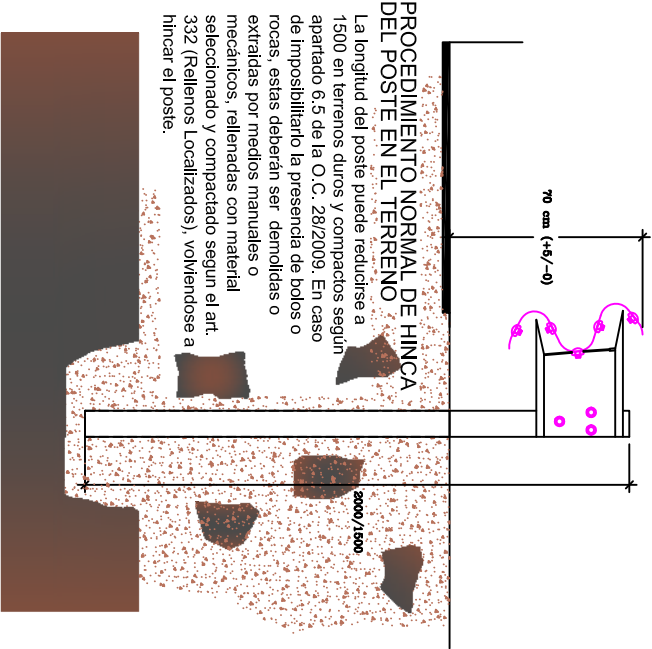 PROCEDIMIENTO NORMAL DE HINCA
DEL POSTE EN EL TERRENO
La longitud del poste puede reducirse a
1500 en terrenos duros y compactos según
apartado 6.5 de la O.C. 28/2009. En caso
de imposibilitarlo la presencia de bolos o
rocas, estas deberán ser demolidas o
extraidas por medios manuales o
mecánicos, rellenadas con material
seleccionado y compactado segun el art.
332 (Rellenos Localizados), volviendose a
hincar el poste.
70 cm (+5/-0)
2000/1500